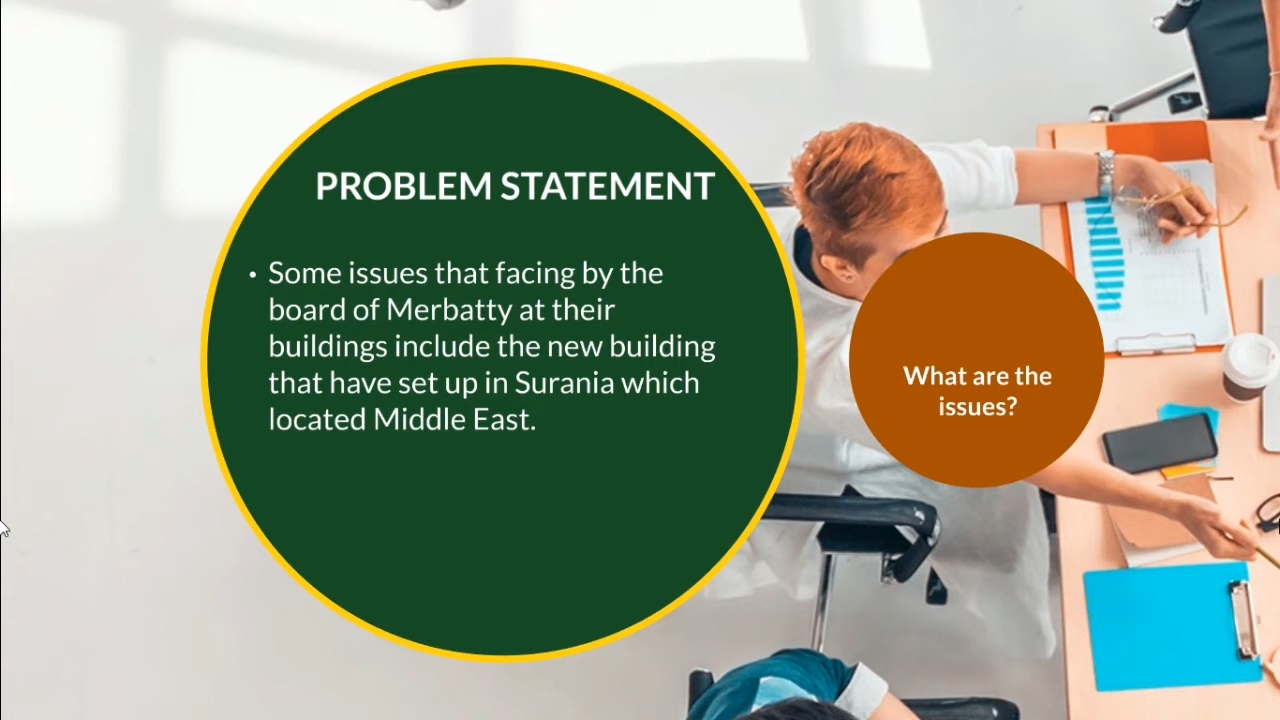 PROBLEM STATEMENT
• Some issues that facing by the
board of Merbatty at their
buildings include the new building
that have set up in Surania which
located Middle East.
What are the
issues?